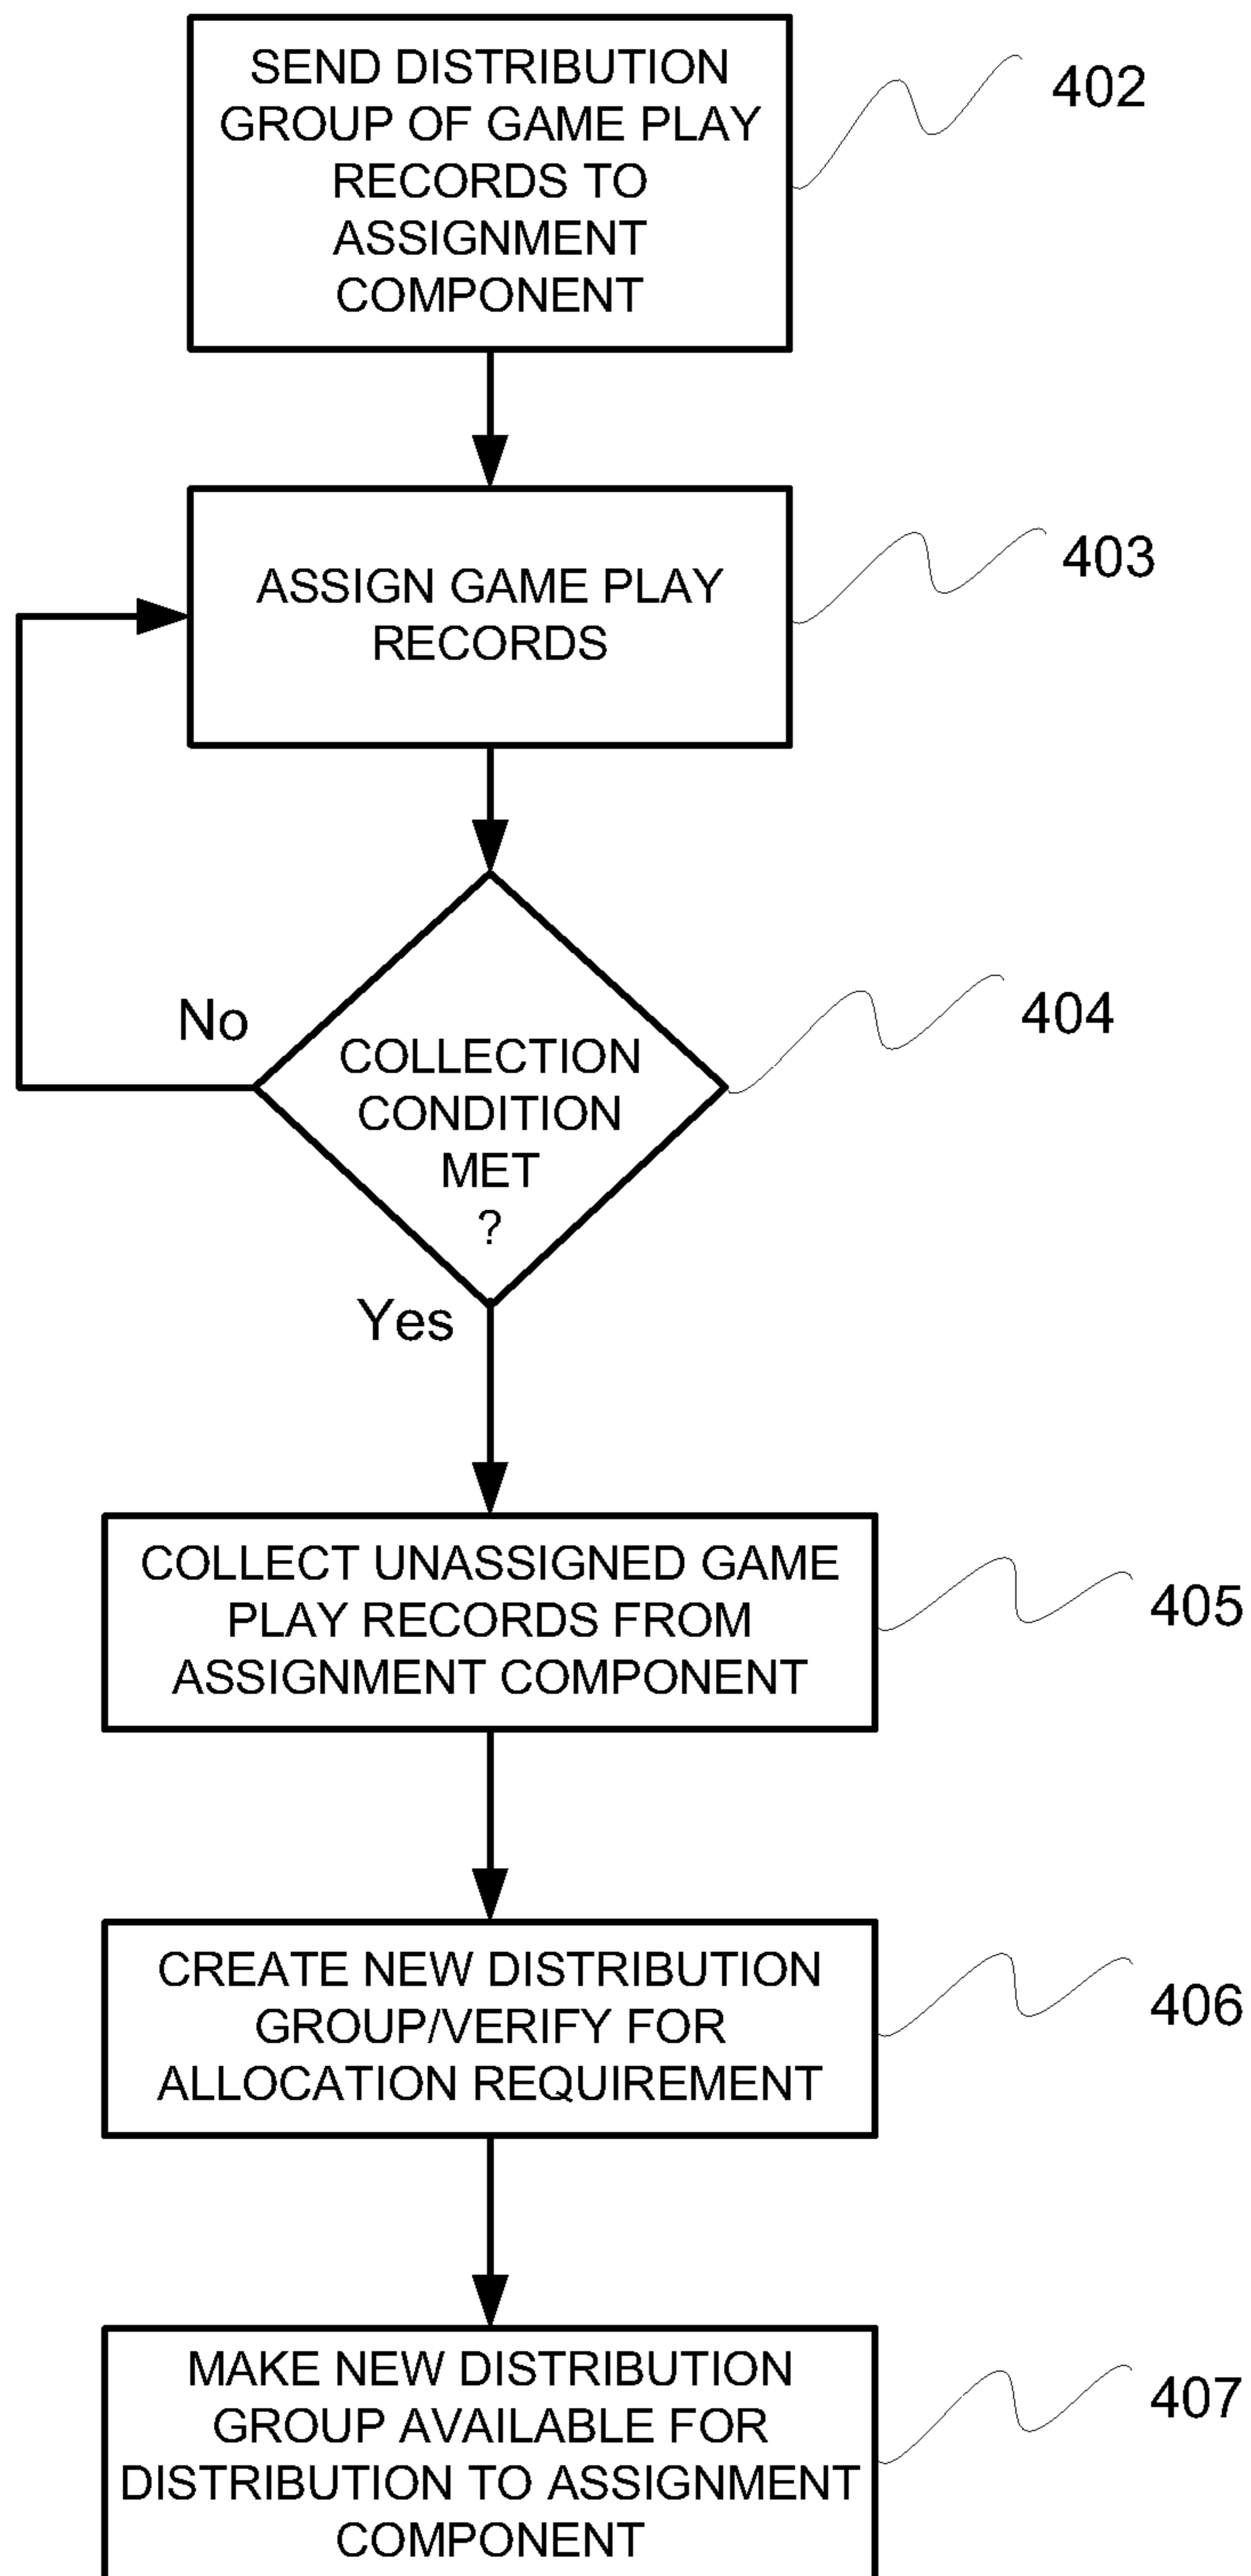 SEND DISTRIBUTION
GROUP OF GAME PLAY
RECORDS TO
ASSIGNMENT
COMPONENT
402
ASSIGN GAME PLAY
RECORDS
403
No
COLLECTION
CONDITION
MET
?
404
Yes
COLLECT UNASSIGNED GAME
PLAY RECORDS FROM
ASSIGNMENT COMPONENT
405
CREATE NEW DISTRIBUTION
GROUP/VERIFY FOR
ALLOCATION REQUIREMENT
406
MAKE NEW DISTRIBUTION
GROUP AVAILABLE FOR
DISTRIBUTION TO ASSIGNMENT
COMPONENT
407